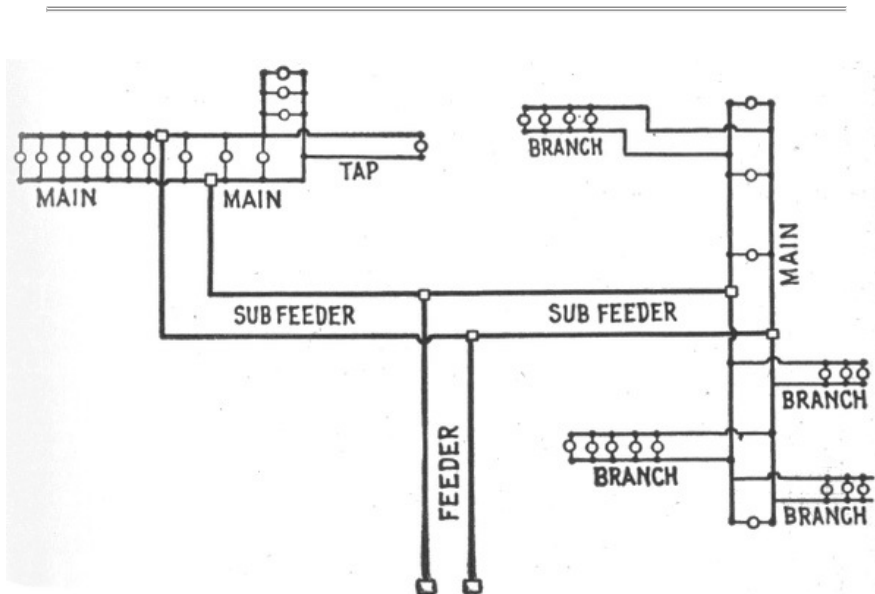 BRANCH
TAP
MAIN
MAIN
MAIN
SUB FEEDER
SUB FEEDER
BRANCH
FEEDER
BRANCH
BRANCH